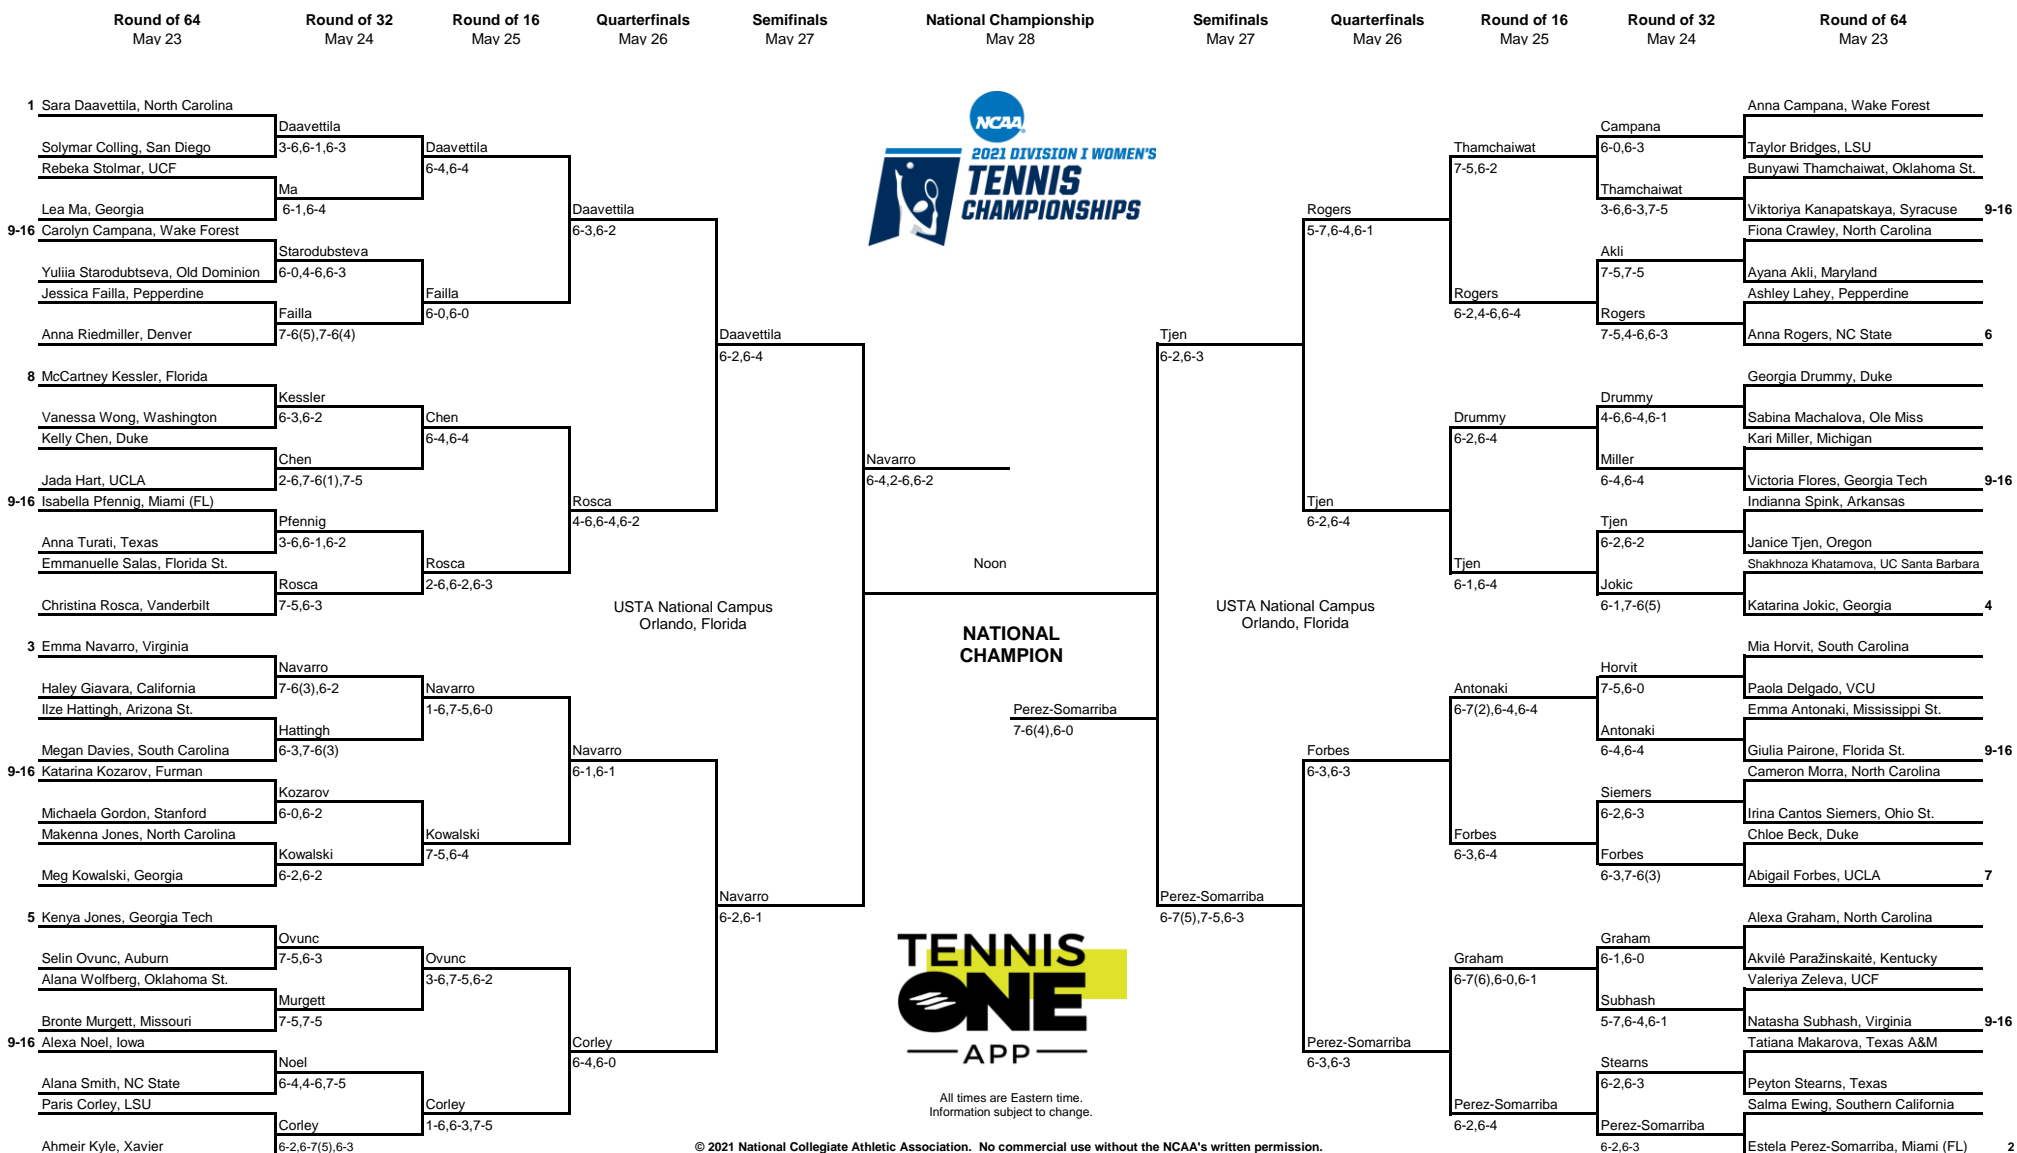 Round of 64 Round of 32 Round of 16 Quarterfinals Semifinals National Championship Semifinals Quarterfinals Round of 16 Round of 32 Round of 64
May 23 May 24 May 25 May 26 May 27 May 28 May 27 May 26 May 25 May 24 May 23
1 Sara Daavettila, North Carolina
Solymar Colling, San Diego
Rebeka Stolmar, UCF
Lea Ma, Georgia
9-16 Carolyn Campana, Wake Forest
Yuliia Starodubtseva, Old Dominion
Jessica Failla, Pepperdine
Anna Riedmiller, Denver
8 McCartney Kessler, Florida
Vanessa Wong, Washington
Kelly Chen, Duke
Jada Hart, UCLA
9-16 Isabella Pfennig, Miami (FL)
Anna Turati, Texas
Emmanuelle Salas, Florida St.
Christina Rosca, Vanderbilt
3 Emma Navarro, Virginia
Haley Giavara, California
Ilze Hattingh, Arizona St.
Megan Davies, South Carolina
9-16 Katarina Kozarov, Furman
Michaela Gordon, Stanford
Makenna Jones, North Carolina
Meg Kowalski, Georgia
5 Kenya Jones, Georgia Tech
Selin Ovunc, Auburn
Alana Wolfberg, Oklahoma St.
Bronte Murgett, Missouri
9-16 Alexa Noel, Iowa
Alana Smith, NC State
Paris Corley, LSU
Ahmeir Kyle, Xavier
Daavettila
3-6,6-1,6-3
Ma
6-1,6-4
Starodubsteva
6-0,4-6,6-3
Failla
7-6(5),7-6(4)
Kessler
6-3,6-2
Chen
2-6,7-6(1),7-5
Pfennig
3-6,6-1,6-2
Rosca
7-5,6-3
Navarro
7-6(3),6-2
Hattingh
6-3,7-6(3)
Kozarov
6-0,6-2
Kowalski
6-2,6-2
Ovunc
7-5,6-3
Murgett
7-5,7-5
Noel
6-4,4-6,7-5
Corley
6-2,6-7(5),6-3
Daavettila
6-4,6-4
Failla
6-0,6-0
Chen
6-4,6-4
Rosca
2-6,6-2,6-3
Navarro
1-6,7-5,6-0
Kowalski
7-5,6-4
Ovunc
3-6,7-5,6-2
Corley
1-6,6-3,7-5
Daavettila
6-3,6-2
Rosca
4-6,6-4,6-2
Navarro
6-1,6-1
Corley
6-4,6-0
Daavettila
6-2,6-4
USTA National Campus
Orlando, Florida
Navarro
6-2,6-1
NCAA
2021 DIVISION I WOMEN'S
TENNIS
CHAMPIONSHIPS
Navarro
6-4,2-6,6-2
Noon
NATIONAL
CHAMPION
Perez-Somarriba
7-6(4),6-0
TENNIS
ONE
APP
All times are Eastern time.
Information subject to change.
© 2021 National Collegiate Athletic Association. No commercial use without the NCAA's written permission.
Tjen
6-2,6-3
USTA National Campus
Orlando, Florida
Perez-Somarriba
6-7(5),7-5,6-3
Rogers
5-7,6-4,6-1
Tjen
6-2,6-4
Forbes
6-3,6-3
Perez-Somarriba
6-3,6-3
Thamchaiwat
7-5,6-2
Rogers
6-2,4-6,6-4
Drummy
6-2,6-4
Tjen
6-1,6-4
Antonaki
6-7(2),6-4,6-4
Forbes
6-3,6-4
Graham
6-7(6),6-0,6-1
Perez-Somarriba
6-2,6-4
Campana
6-0,6-3
Thamchaiwat
3-6,6-3,7-5
Akli
7-5,7-5
Rogers
7-5,4-6,6-3
Drummy
4-6,6-4,6-1
Miller
6-4,6-4
Tjen
6-2,6-2
Jokic
6-1,7-6(5)
Horvit
7-5,6-0
Antonaki
6-4,6-4
Siemers
6-2,6-3
Forbes
6-3,7-6(3)
Graham
6-1,6-0
Subhash
5-7,6-4,6-1
Stearns
6-2,6-3
Perez-Somarriba
6-2,6-3
Anna Campana, Wake Forest
Taylor Bridges, LSU
Bunyawi Thamchaiwat, Oklahoma St.
Viktoriya Kanapatskaya, Syracuse 9-16
Fiona Crawley, North Carolina
Ayana Akli, Maryland
Ashley Lahey, Pepperdine
Anna Rogers, NC State 6
Georgia Drummy, Duke
Sabina Machalova, Ole Miss
Kari Miller, Michigan
Victoria Flores, Georgia Tech 9-16
Indianna Spink, Arkansas
Janice Tjen, Oregon
Shakhnoza Khatamova, UC Santa Barbara
Katarina Jokic, Georgia 4
Mia Horvit, South Carolina
Paola Delgado, VCU
Emma Antonaki, Mississippi St.
Giulia Pairone, Florida St. 9-16
Cameron Morra, North Carolina
Irina Cantos Siemers, Ohio St.
Chloe Beck, Duke
Abigail Forbes, UCLA 7
Alexa Graham, North Carolina
Akvilė Paražinskaitė, Kentucky
Valeriya Zeleva, UCF
Natasha Subhash, Virginia 9-16
Tatiana Makarova, Texas A&M
Peyton Stearns, Texas
Salma Ewing, Southern California
Estela Perez-Somarriba, Miami (FL) 2